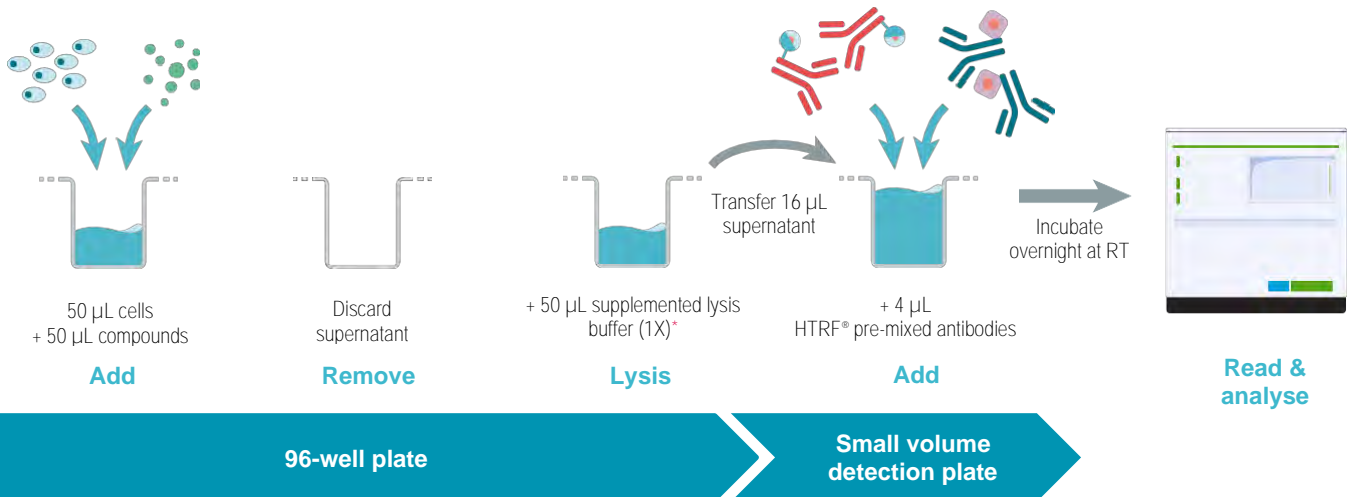 50 µL cells
+ 50 µL compounds
Add
Discard
supernatant
Remove
+ 50 µL supplemented lysis
buffer (1X)*
Lysis
Transfer 16 µL
supernatant
+ 4 µL
HTRF® pre-mixed antibodies
Add
Incubate
overnight at RT
Read &
analyse
96-well plate
Small volume
detection plate